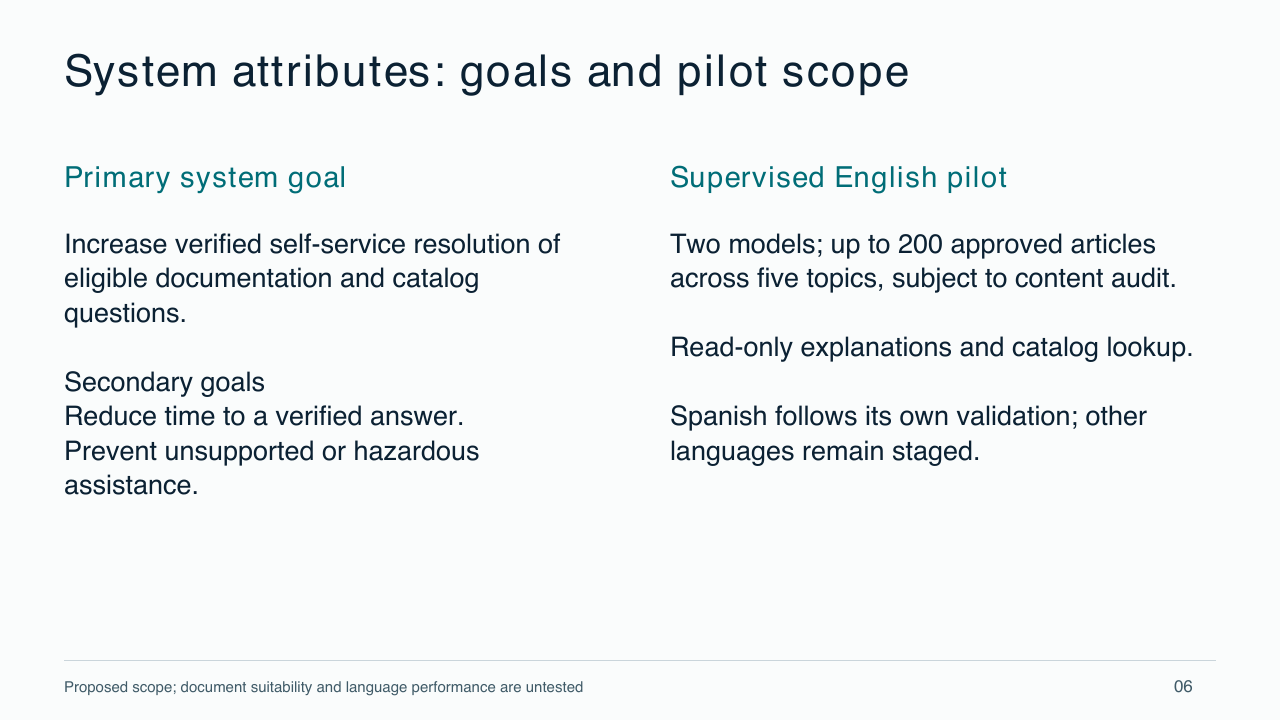 System attributes: goals and pilot scope
Primary system goal
Increase verified self-service resolution of
eligible documentation and catalog
questions.
Secondary goals
Reduce time to a verified answer.
Prevent unsupported or hazardous
assistance.
Supervised English pilot
Two models; up to 200 approved articles
across five topics, subject to content audit.
Read-only explanations and catalog lookup.
Spanish follows its own validation; other
languages remain staged.
Proposed scope; document suitability and language performance are untested
06